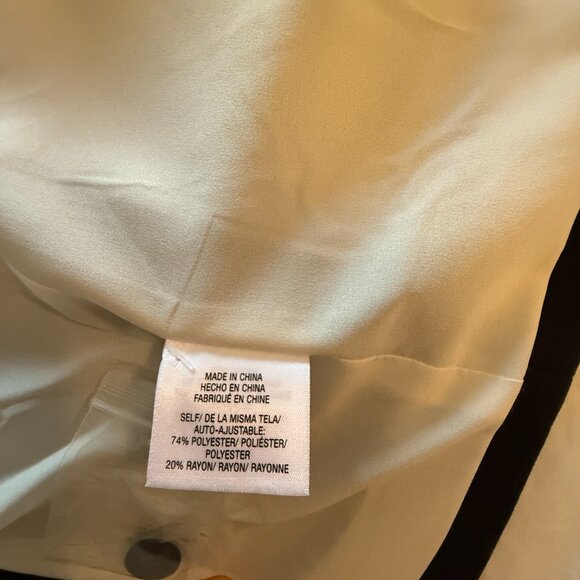 MADE IN CHINA
HECHO EN CHINA
FABRIQUÉ EN CHINE
SELF/ DE LA MISMA TELA/
AUTO-AJUSTABLE:
74% POLYESTER/ POLIÉSTER/
POLYESTER
20% RAYON/ RAYON/ RAYONNE